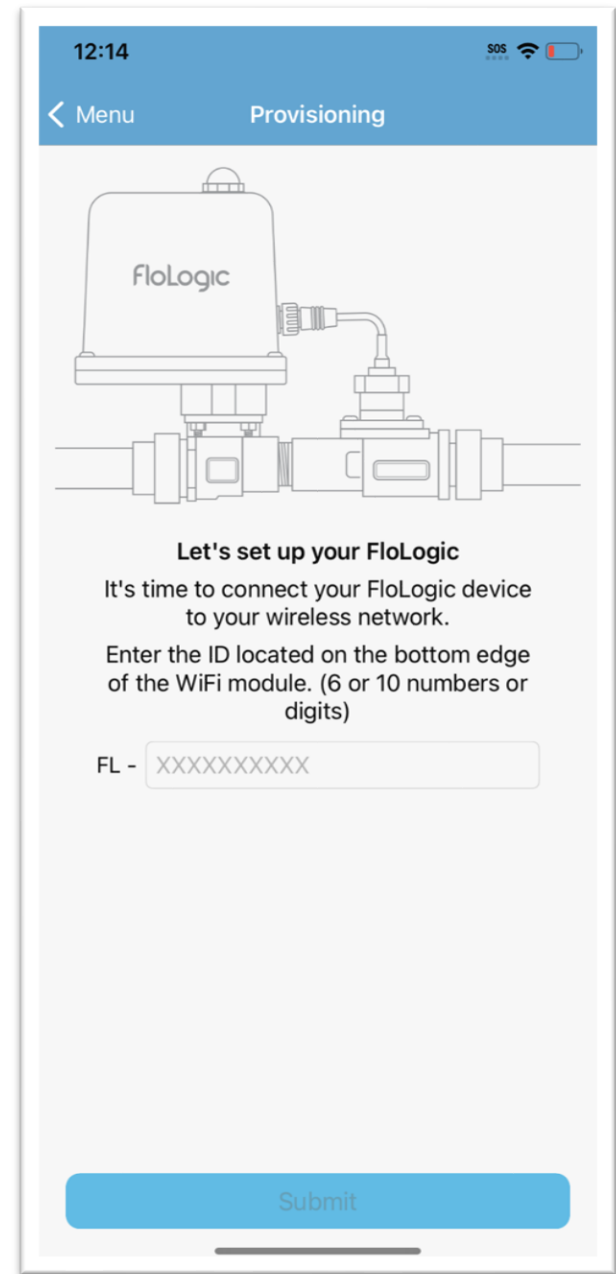 12:14
SOS
Menu
Provisioning
FloLogic
Let's set up your FloLogic
It's time to connect your FloLogic device
to your wireless network.
Enter the ID located on the bottom edge
of the WiFi module. (6 or 10 numbers or
digits)
FL - XXXXXXXXXX
Submit